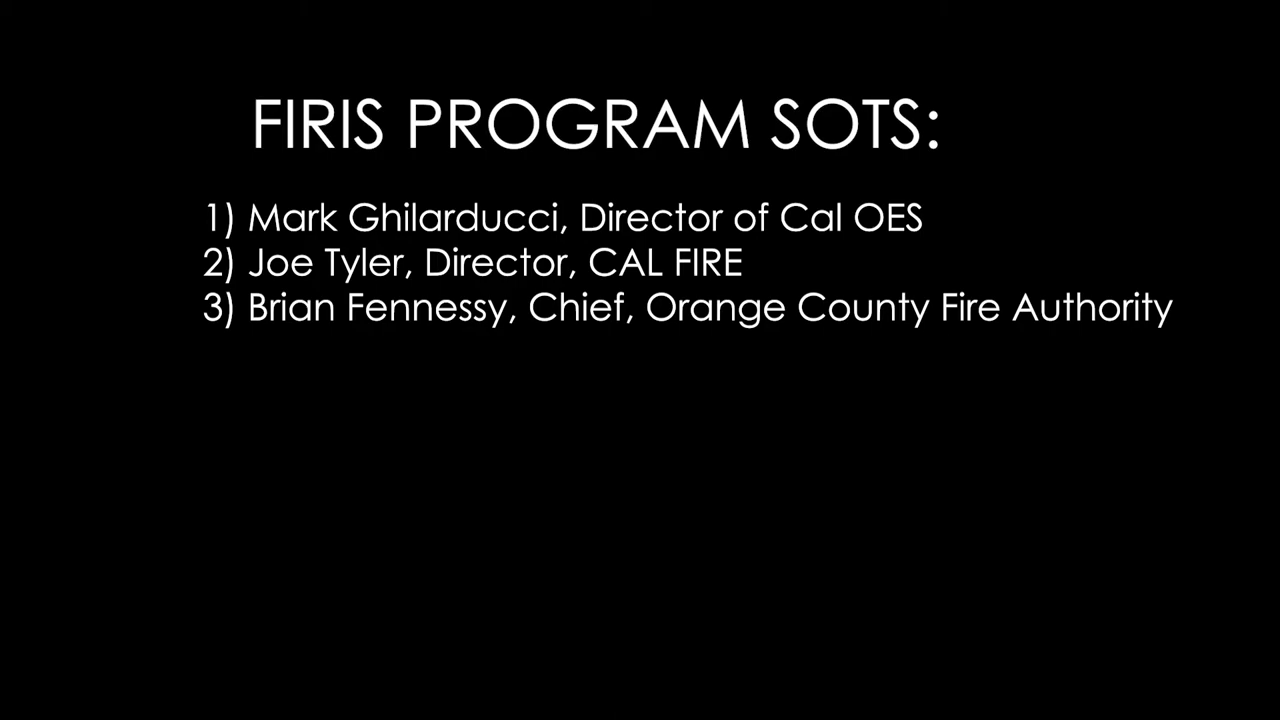 FIRIS PROGRAM SOTS:
1) Mark Ghilarducci, Director of Cal OES
2) Joe Tyler, Director, CAL FIRE
3) Brian Fennessy, Chief, Orange County Fire Authority